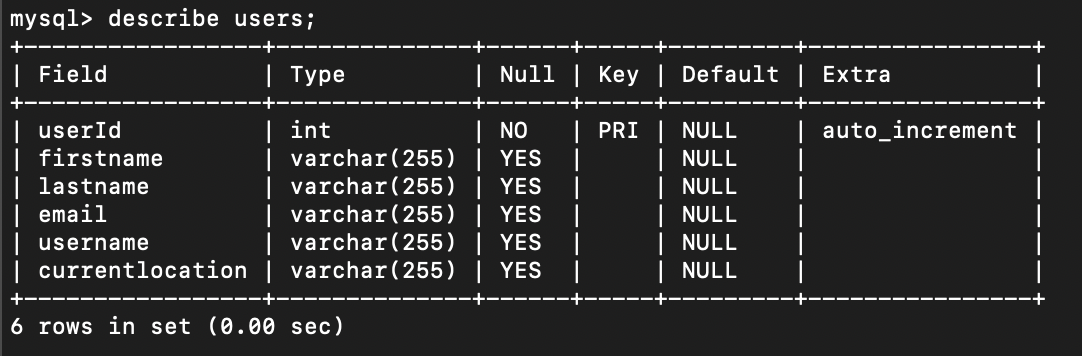 mysql> describe users;
+-----------------+--------------+------+-----+---------+----------------+
| Field           | Type         | Null | Key | Default | Extra          |
+-----------------+--------------+------+-----+---------+----------------+
| userId          | int          | NO   | PRI | NULL    | auto_increment |
| firstname       | varchar(255) | YES  |     | NULL    |                |
| lastname        | varchar(255) | YES  |     | NULL    |                |
| email           | varchar(255) | YES  |     | NULL    |                |
| username        | varchar(255) | YES  |     | NULL    |                |
| currentlocation | varchar(255) | YES  |     | NULL    |                |
+-----------------+--------------+------+-----+---------+----------------+
6 rows in set (0.00 sec)